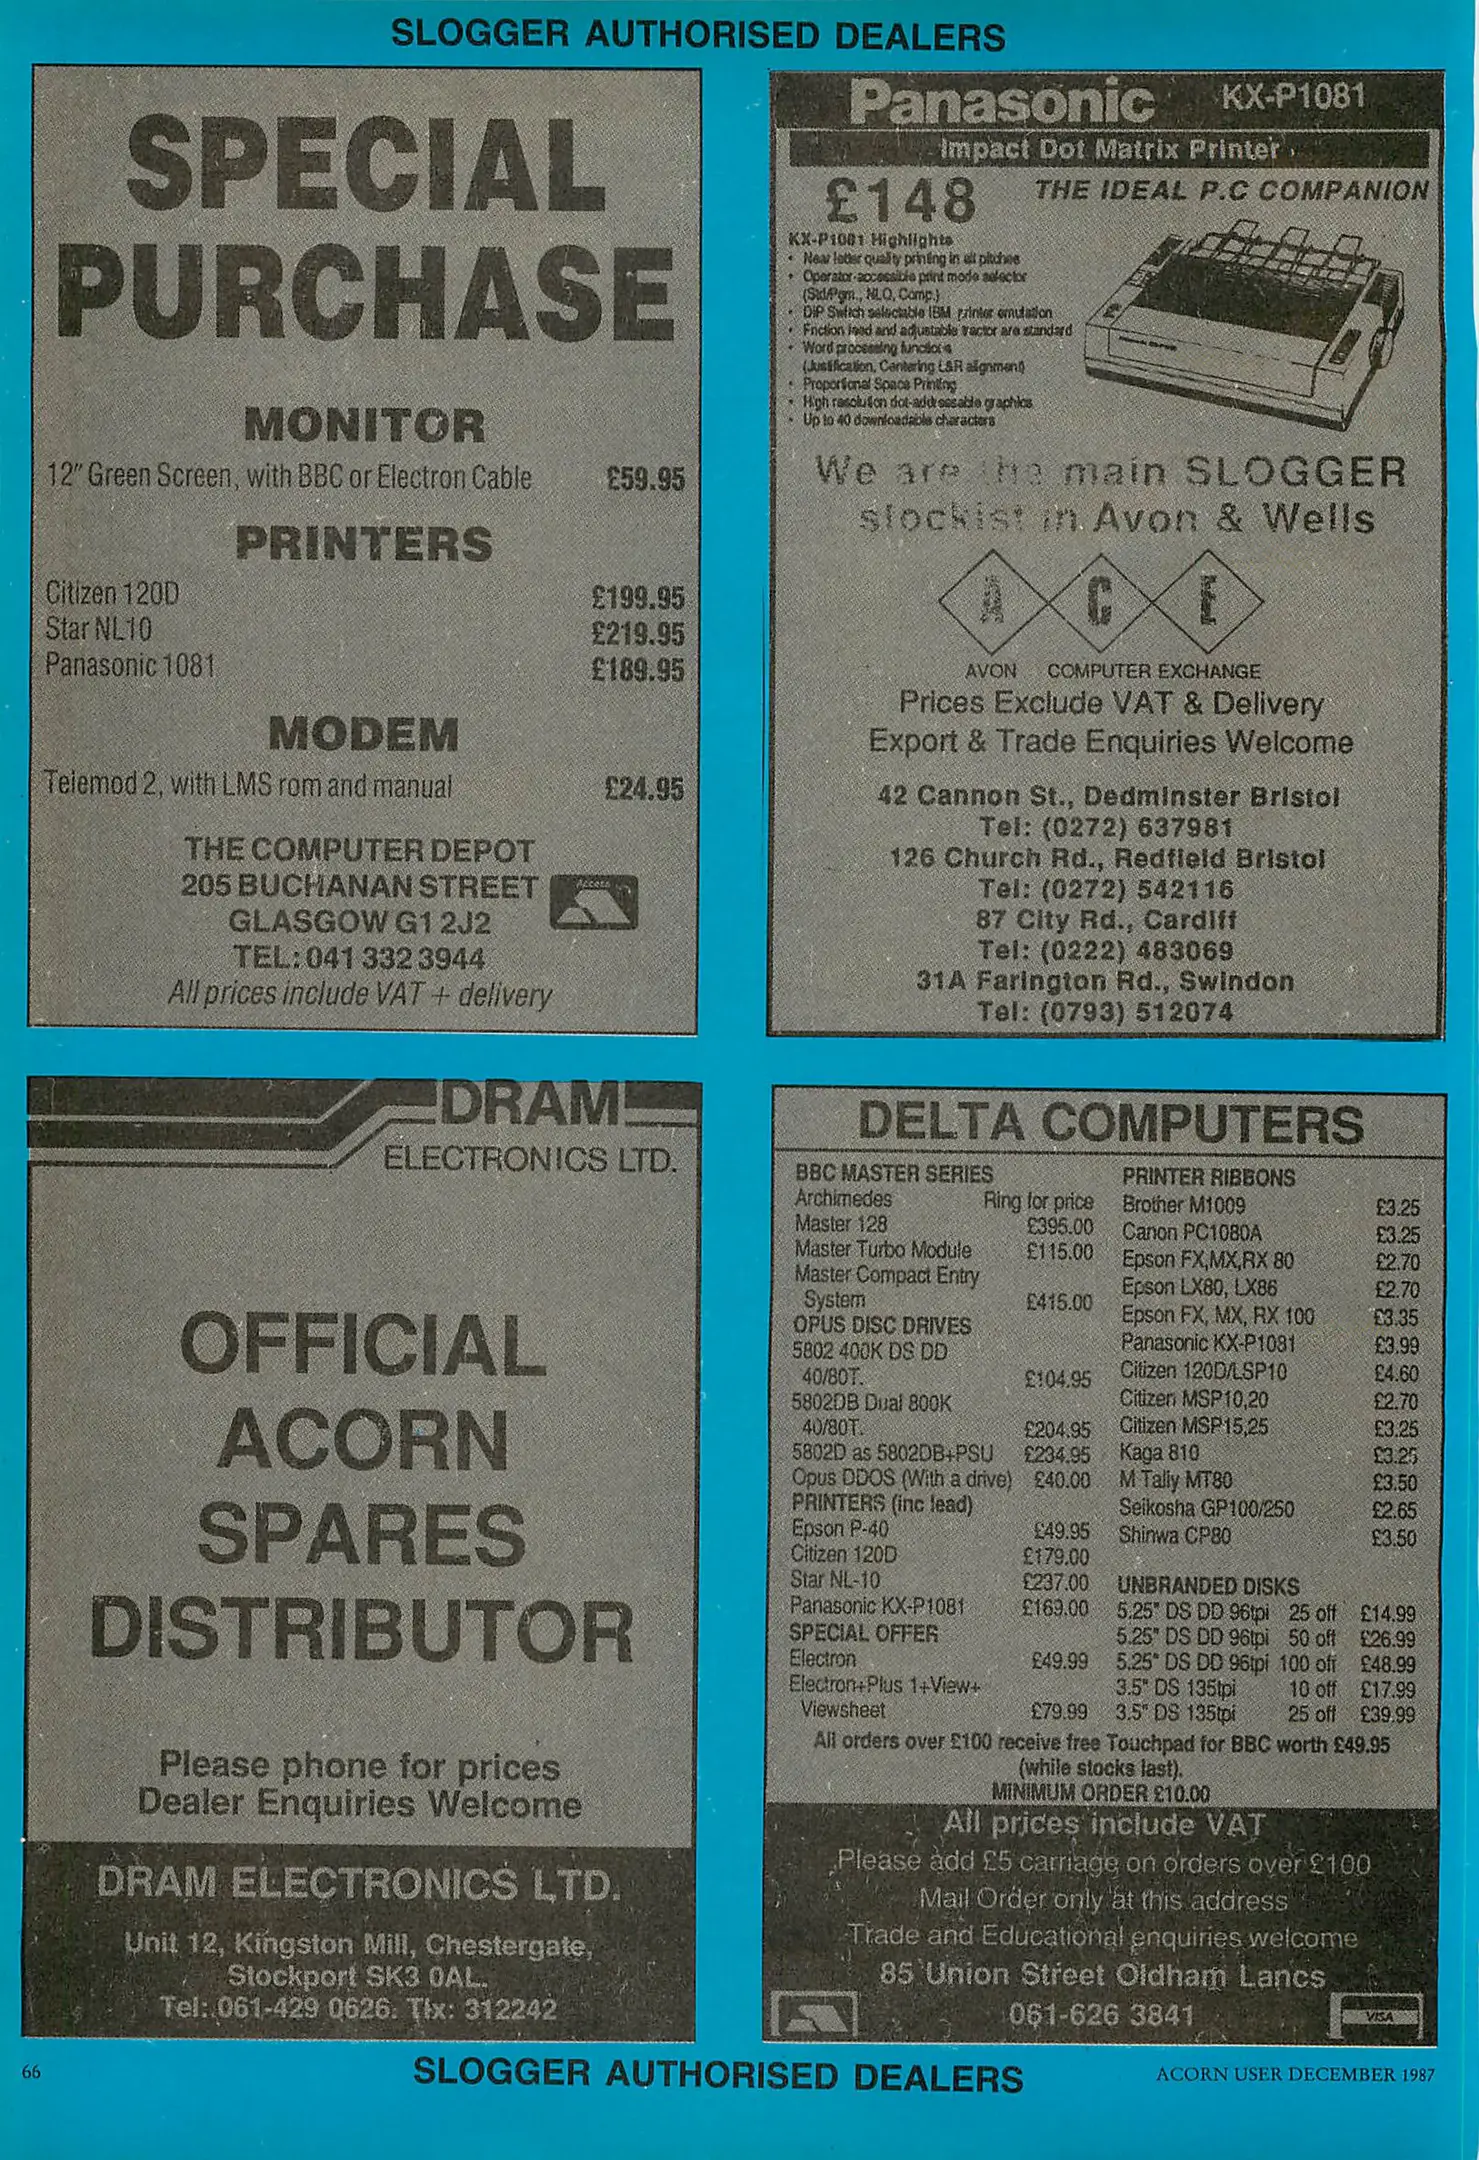 SLOGGER AUTHORISED DEALERS
SPECIAL
PURCHASE
MONITOR
12" Green Screen, with BBC or Electron Cable £59.95
PRINTERS
Citizen 120D £199.95
Star NL10 £219.95
Panasonic 1081 £189.95
MODEM
Telemod 2, with LMS rom and manual £24.95
THE COMPUTER DEPOT
205 BUCHANAN STREET
GLASGOW G1 2J2
TEL: 041 332 3944
All prices include VAT + delivery
Panasonic KX-P1081
Impact Dot Matrix Printer
£148 THE IDEAL P.C COMPANION
KX-P1081 Highlights
• Near letter quality printing in all pitches
• Operator-accessible print mode selector
(Std/Pgm., NLQ, Comp.)
• DIP Switch selectable IBM printer emulation
• Friction feed and adjustable tractor are standard
• Word processing functions
(Justification, Centering L&R alignment)
• Proportional Space Printing
• High resolution dot-addressable graphics
• Up to 40 downloadable characters
We are the main SLOGGER
stockist in Avon & Wells
A C E
AVON COMPUTER EXCHANGE
Prices Exclude VAT & Delivery
Export & Trade Enquiries Welcome
42 Cannon St., Dedminster Bristol
Tel: (0272) 637981
126 Church Rd., Redfield Bristol
Tel: (0272) 542116
87 City Rd., Cardiff
Tel: (0222) 483069
31A Farington Rd., Swindon
Tel: (0793) 512074
DRAM
ELECTRONICS LTD.
OFFICIAL
ACORN
SPARES
DISTRIBUTOR
Please phone for prices
Dealer Enquiries Welcome
DRAM ELECTRONICS LTD.
Unit 12, Kingston Mill, Chestergate,
Stockport SK3 0AL.
Tel: 061-429 0626. Tlx: 312242
DELTA COMPUTERS
BBC MASTER SERIES
Archimedes Ring for price
Master 128 £395.00
Master Turbo Module £115.00
Master Compact Entry
System £415.00
OPUS DISC DRIVES
5802 400K DS DD
40/80T. £104.95
5802DB Dual 800K
40/80T. £204.95
5802D as 5802DB+PSU £234.95
Opus DDOS (With a drive) £40.00
PRINTERS (inc lead)
Epson P-40 £49.95
Citizen 120D £179.00
Star NL-10 £237.00
Panasonic KX-P1081 £169.00
SPECIAL OFFER
Electron £49.99
Electron+Plus 1+View+
Viewsheet £79.99
PRINTER RIBBONS
Brother M1009 £3.25
Canon PC1080A £3.25
Epson FX,MX,RX 80 £2.70
Epson LX80, LX86 £2.70
Epson FX, MX, RX 100 £3.35
Panasonic KX-P1081 £3.99
Citizen 120D/LSP10 £4.60
Citizen MSP10,20 £2.70
Citizen MSP15,25 £3.25
Kaga 810 £3.25
M Tally MT80 £3.50
Seikosha GP100/250 £2.65
Shinwa CP80 £3.50
UNBRANDED DISKS
5.25" DS DD 96tpi 25 off £14.99
5.25" DS DD 96tpi 50 off £26.99
5.25" DS DD 96tpi 100 off £48.99
3.5" DS 135tpi 10 off £17.99
3.5" DS 135tpi 25 off £39.99
All orders over £100 receive free Touchpad for BBC worth £49.95
(while stocks last).
MINIMUM ORDER £10.00
All prices include VAT
Please add £5 carriage on orders over £100
Mail Order only at this address
Trade and Educational enquiries welcome
85 Union Street Oldham Lancs
061-626 3841
VISA
66
SLOGGER AUTHORISED DEALERS
ACORN USER DECEMBER 1987